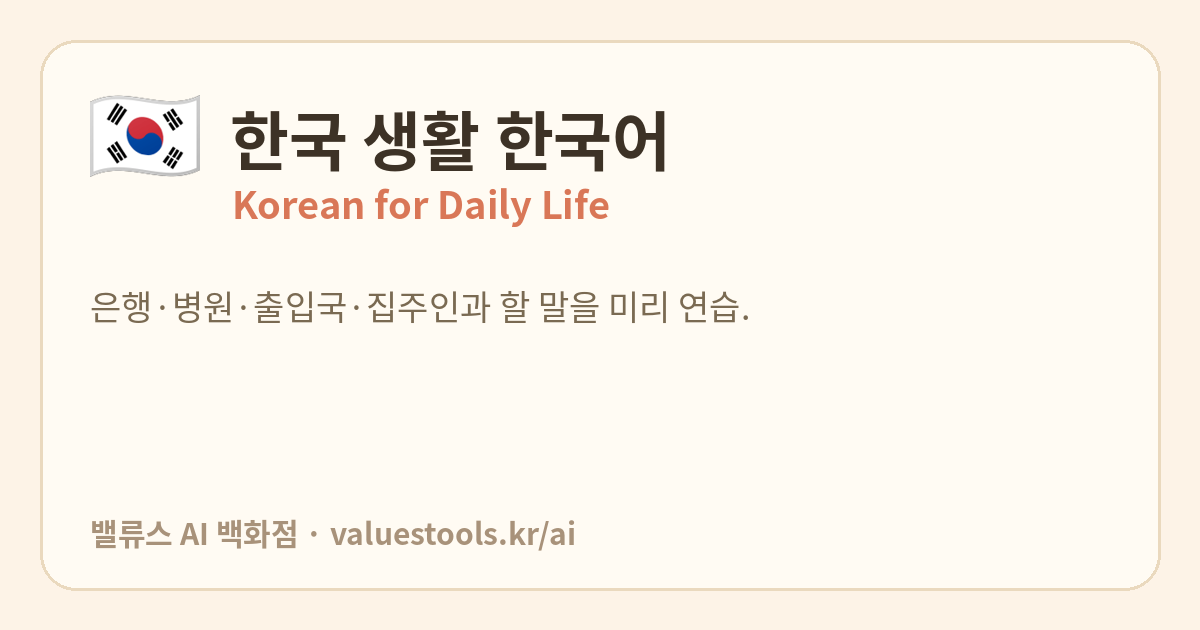 한국 생활 한국어
Korean for Daily Life
은행·병원·출입국·집주인과 할 말을 미리 연습.
밸류스 AI 백화점 · valuestools.kr/ai